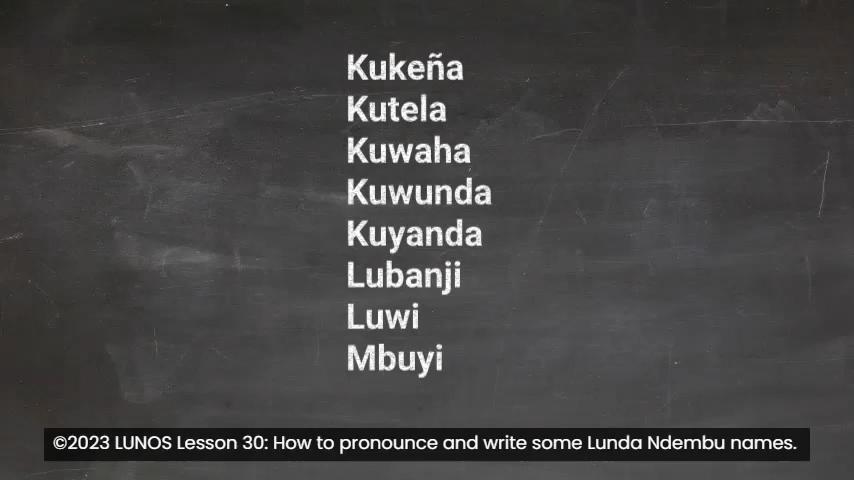 Kukeña
Kutela
Kuwaha
Kuwunda
Kuyanda
Lubanji
Luwi
Mbuyi
©2023 LUNOS Lesson 30: How to pronounce and write some Lunda Ndembu names.